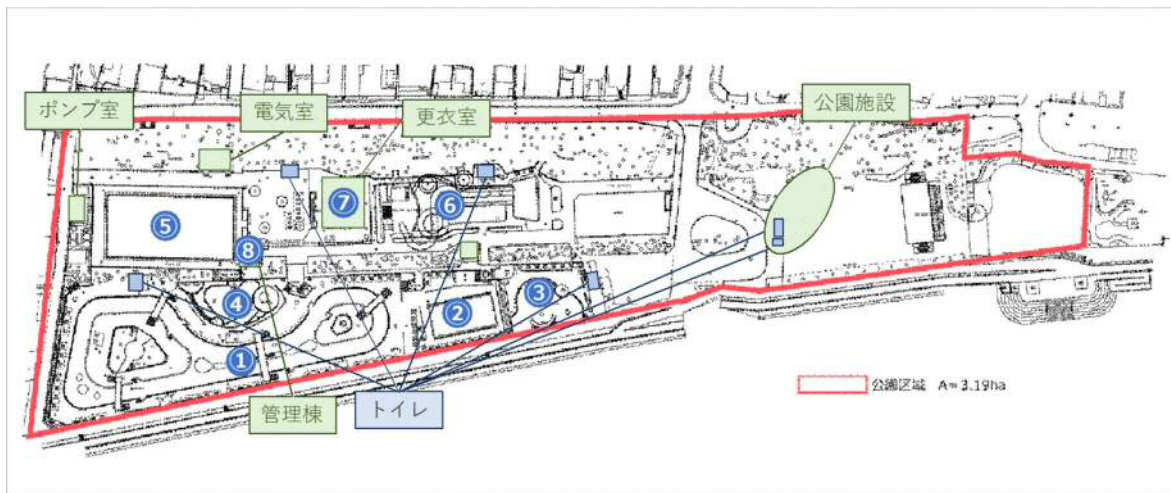 ポンプ室
電気室
更衣室
公園施設
⑤
⑦
⑥
⑧
④
②
③
①
管理棟
トイレ
公園区域 A=3.19ha